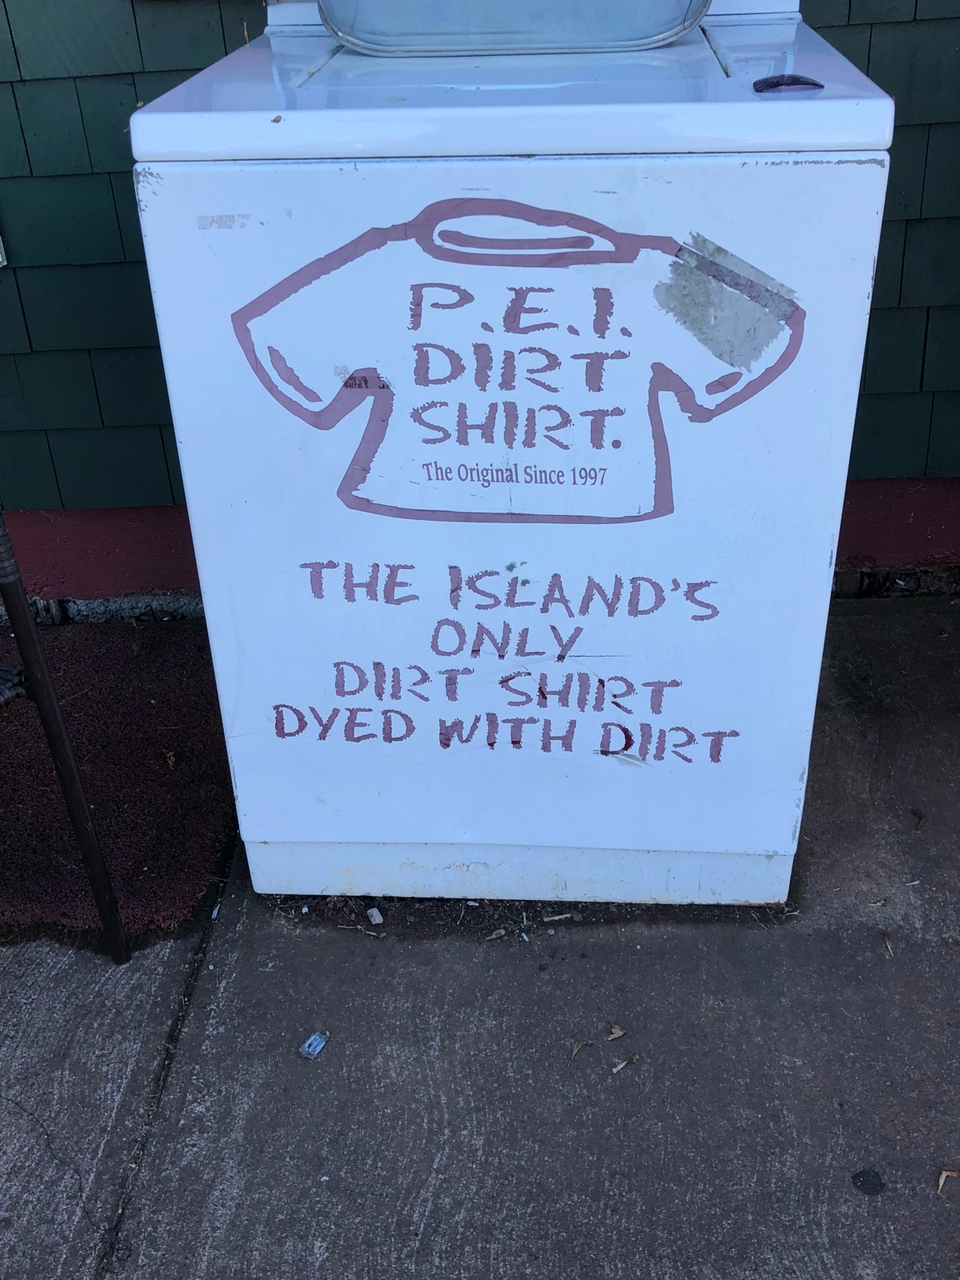 P.E.I.
DIRT
SHIRT.
The Original Since 1997
THE ISLAND'S
ONLY
DIRT SHIRT
DYED WITH DIRT